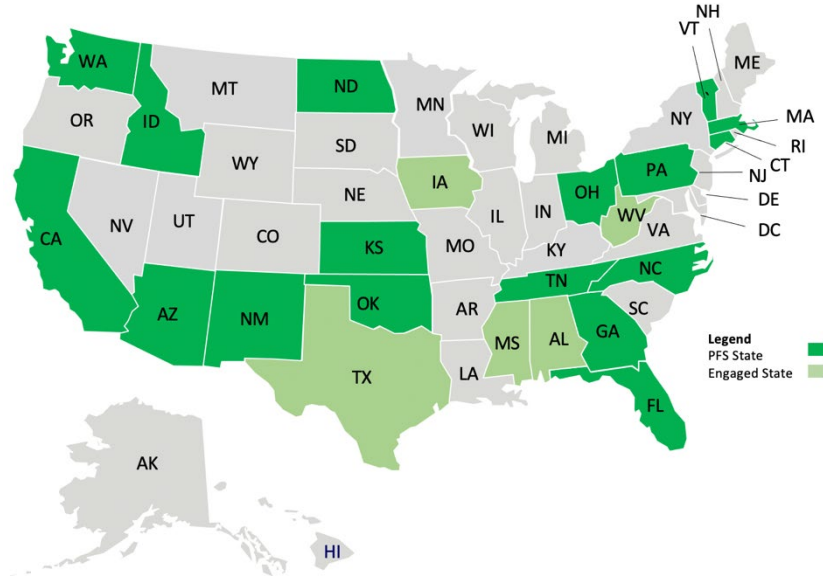 NH
VT
ME
WA
MT
ND
MN
OR
ID
SD
WI
MI
NY
MA
RI
CT
WY
IA
PA
NJ
NE
OH
DE
NV
UT
CO
IL
IN
WV
VA
DC
CA
KS
MO
KY
NC
TN
AZ
NM
OK
AR
SC
MS
AL
GA
Legend
PFS State
Engaged State
TX
LA
FL
AK
HI